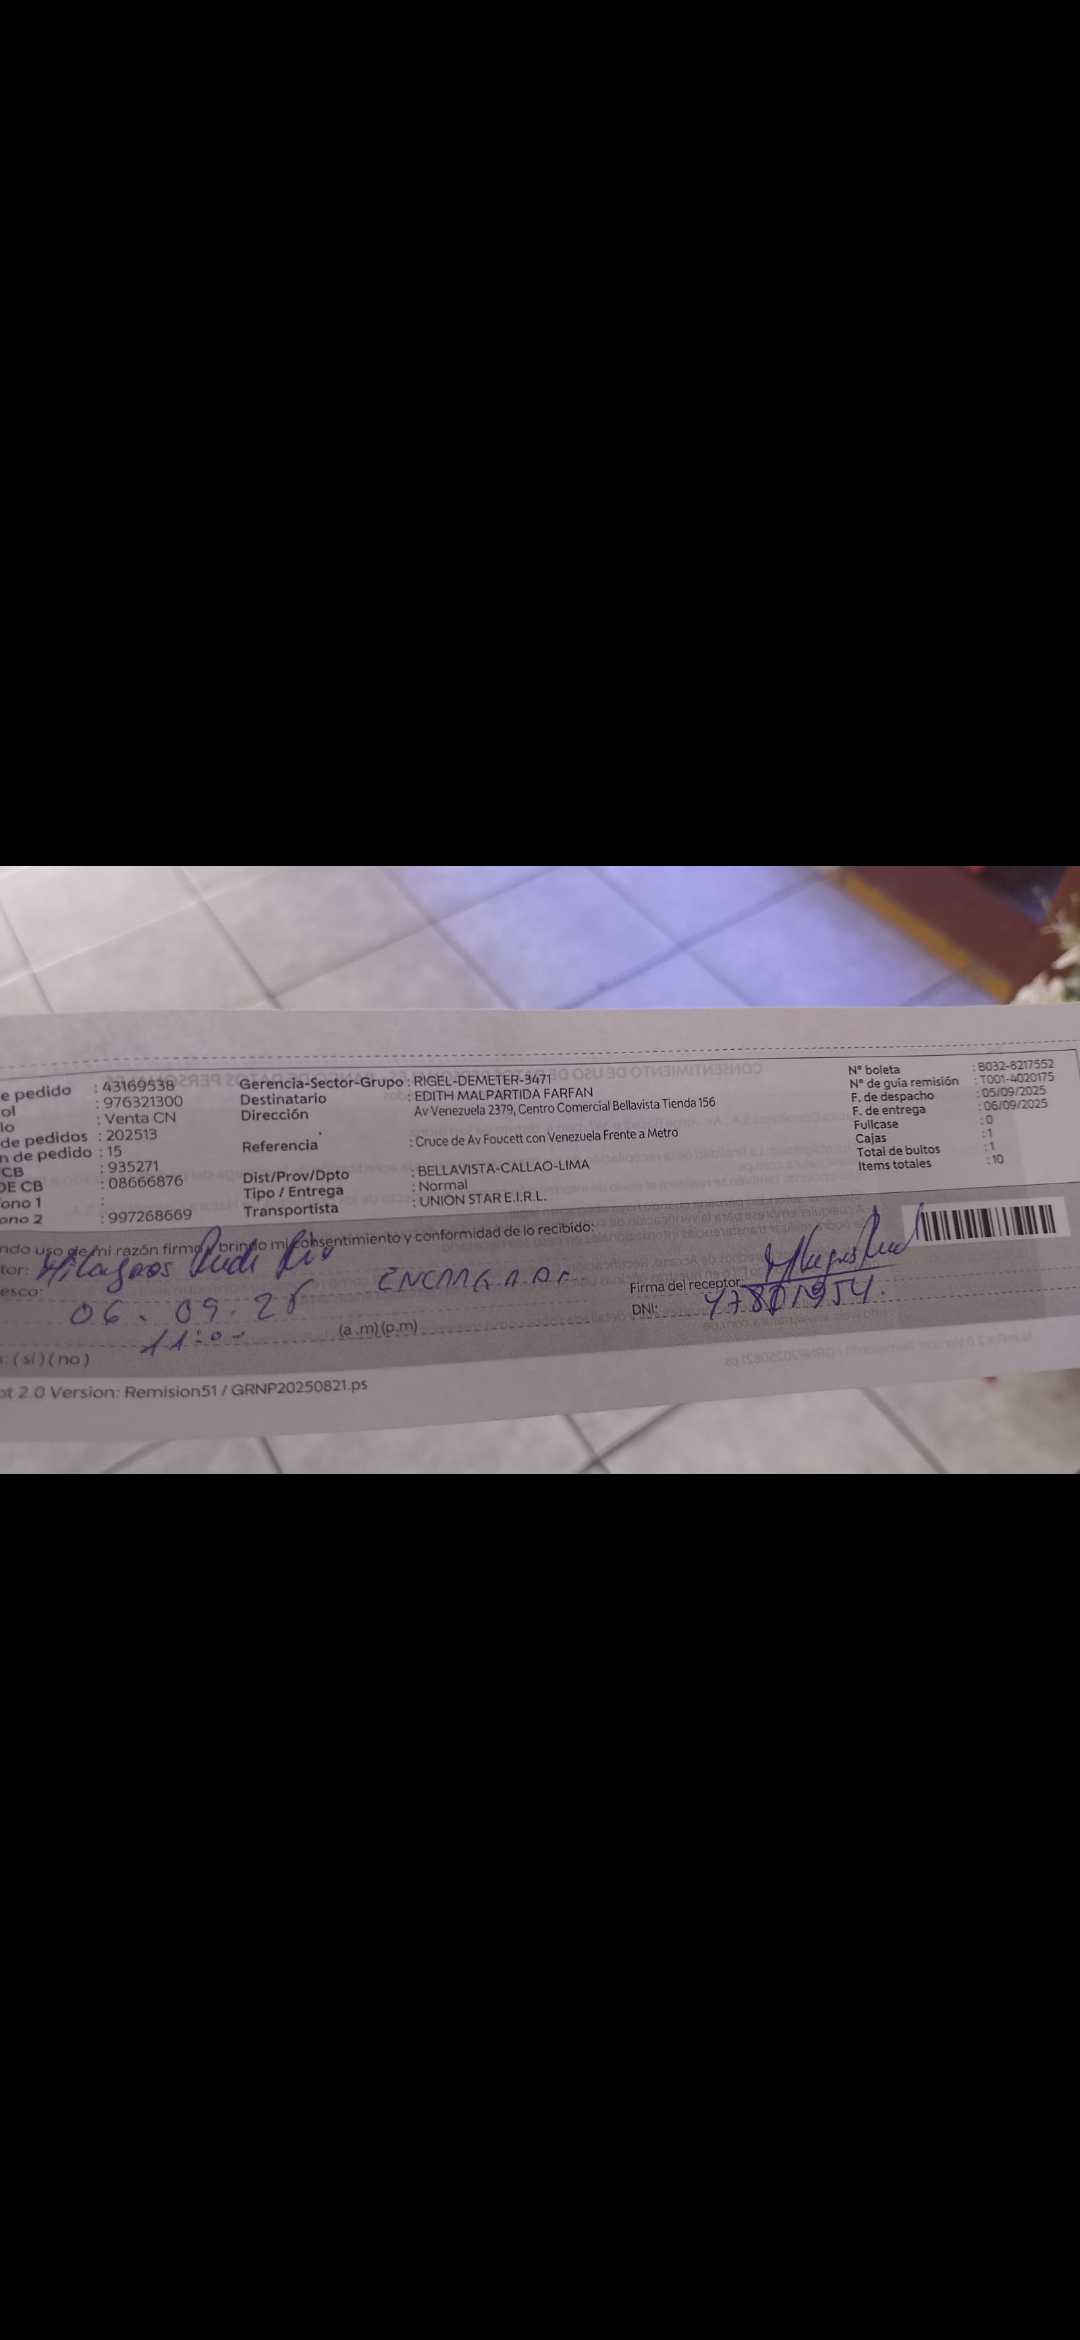 e pedido : 43169538
ol : 976321300
lo : Venta CN
de pedidos : 202513
n de pedido : 15
CB : 935271
DE CB : 08666876
ono 1 :
ono 2 : 997268669
Gerencia-Sector-Grupo : RIGEL-DEMETER-3471
Destinatario : EDITH MALPARTIDA FARFAN
Dirección Av Venezuela 2379, Centro Comercial Bellavista Tienda 156
Referencia : Cruce de Av Foucett con Venezuela Frente a Metro
Dist/Prov/Dpto : BELLAVISTA-CALLAO-LIMA
Tipo / Entrega : Normal
Transportista : UNION STAR E.I.R.L.
N° boleta : B032-8217552
N° de guia remisión : T001-4020175
F. de despacho : 05/09/2025
F. de entrega : 06/09/2025
Fullcase : 0
Cajas : 1
Total de bultos : 1
Items totales : 10
ndo uso de mi razón firmo y brindo mi consentimiento y conformidad de lo recibido:
tor: Milagros
esco:
Firma del receptor:
DNI: 47801954.
06. 09.25
11:0
(a.m)(p.m)
: (si) (no)
pt 2.0 Version: Remision51 / GRNP20250821.ps